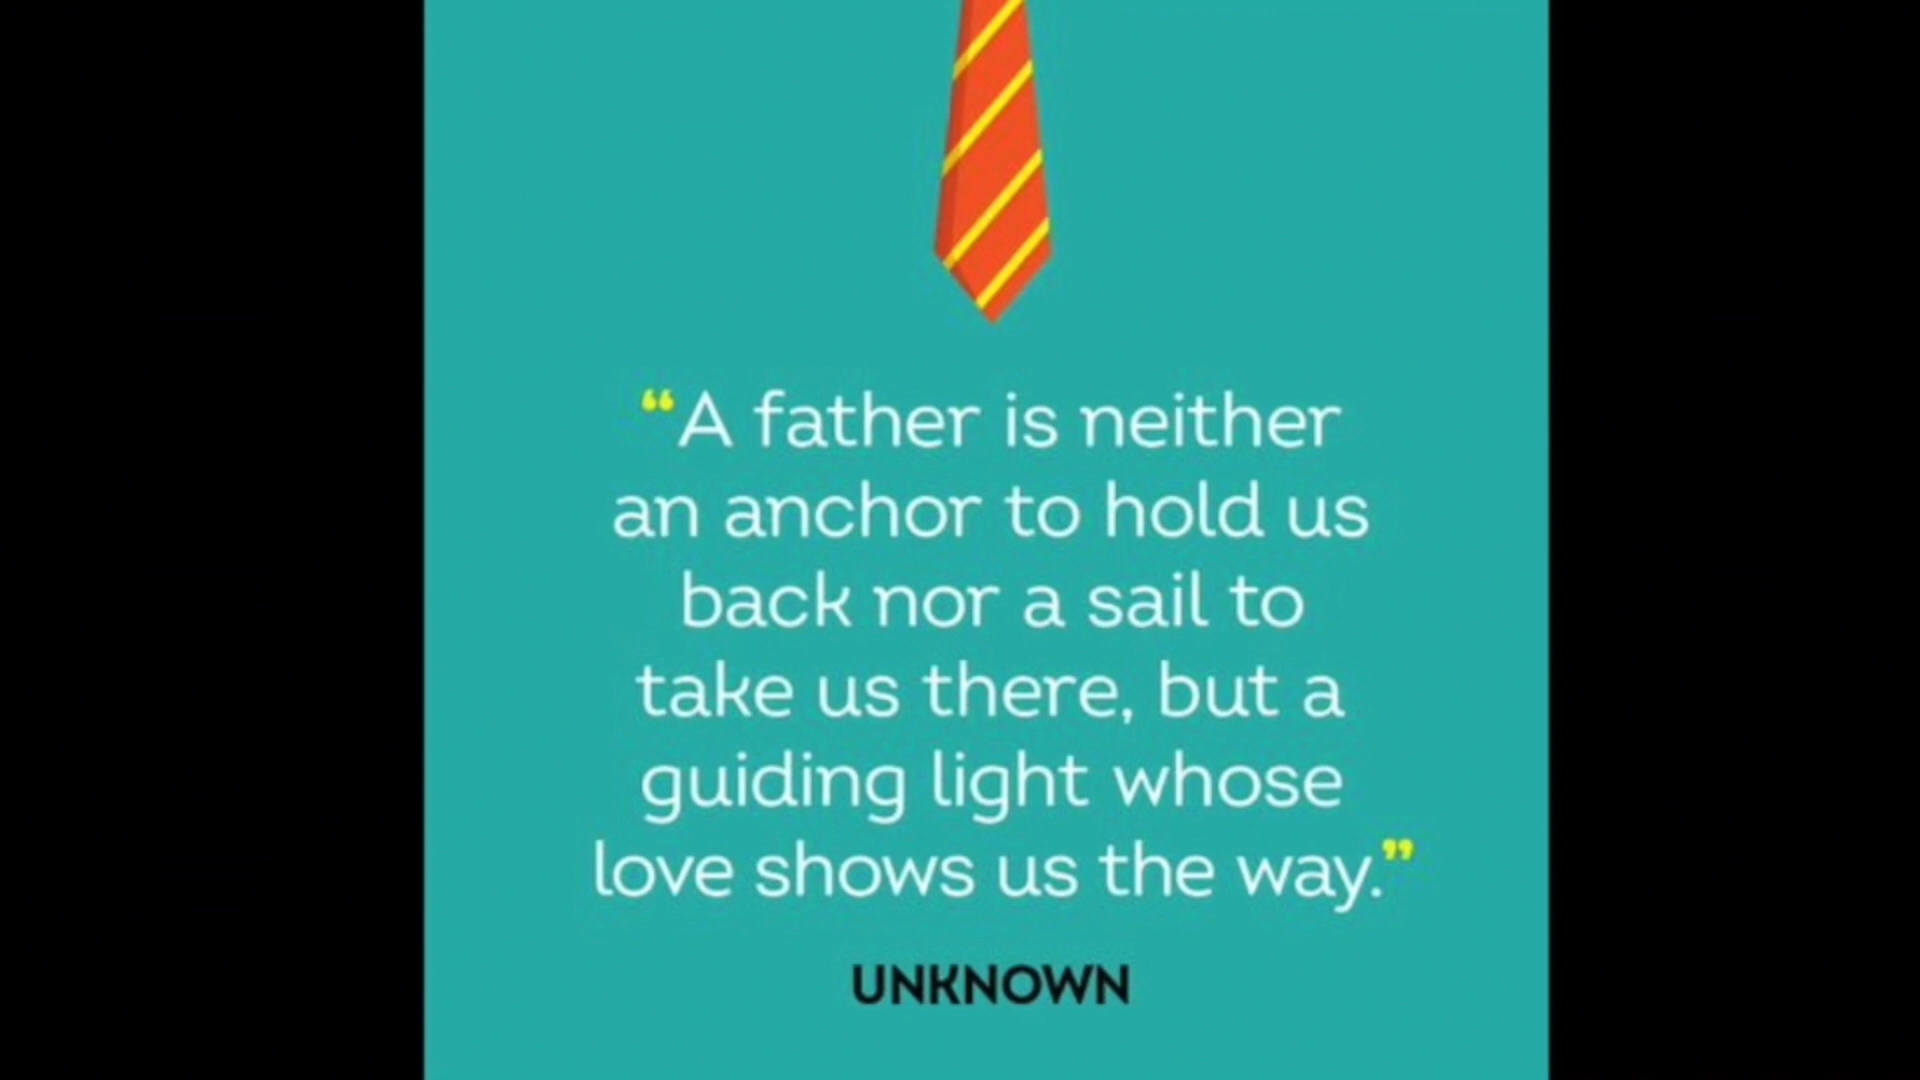 “A father is neither
an anchor to hold us
back nor a sail to
take us there, but a
guiding light whose
love shows us the way.”
UNKNOWN